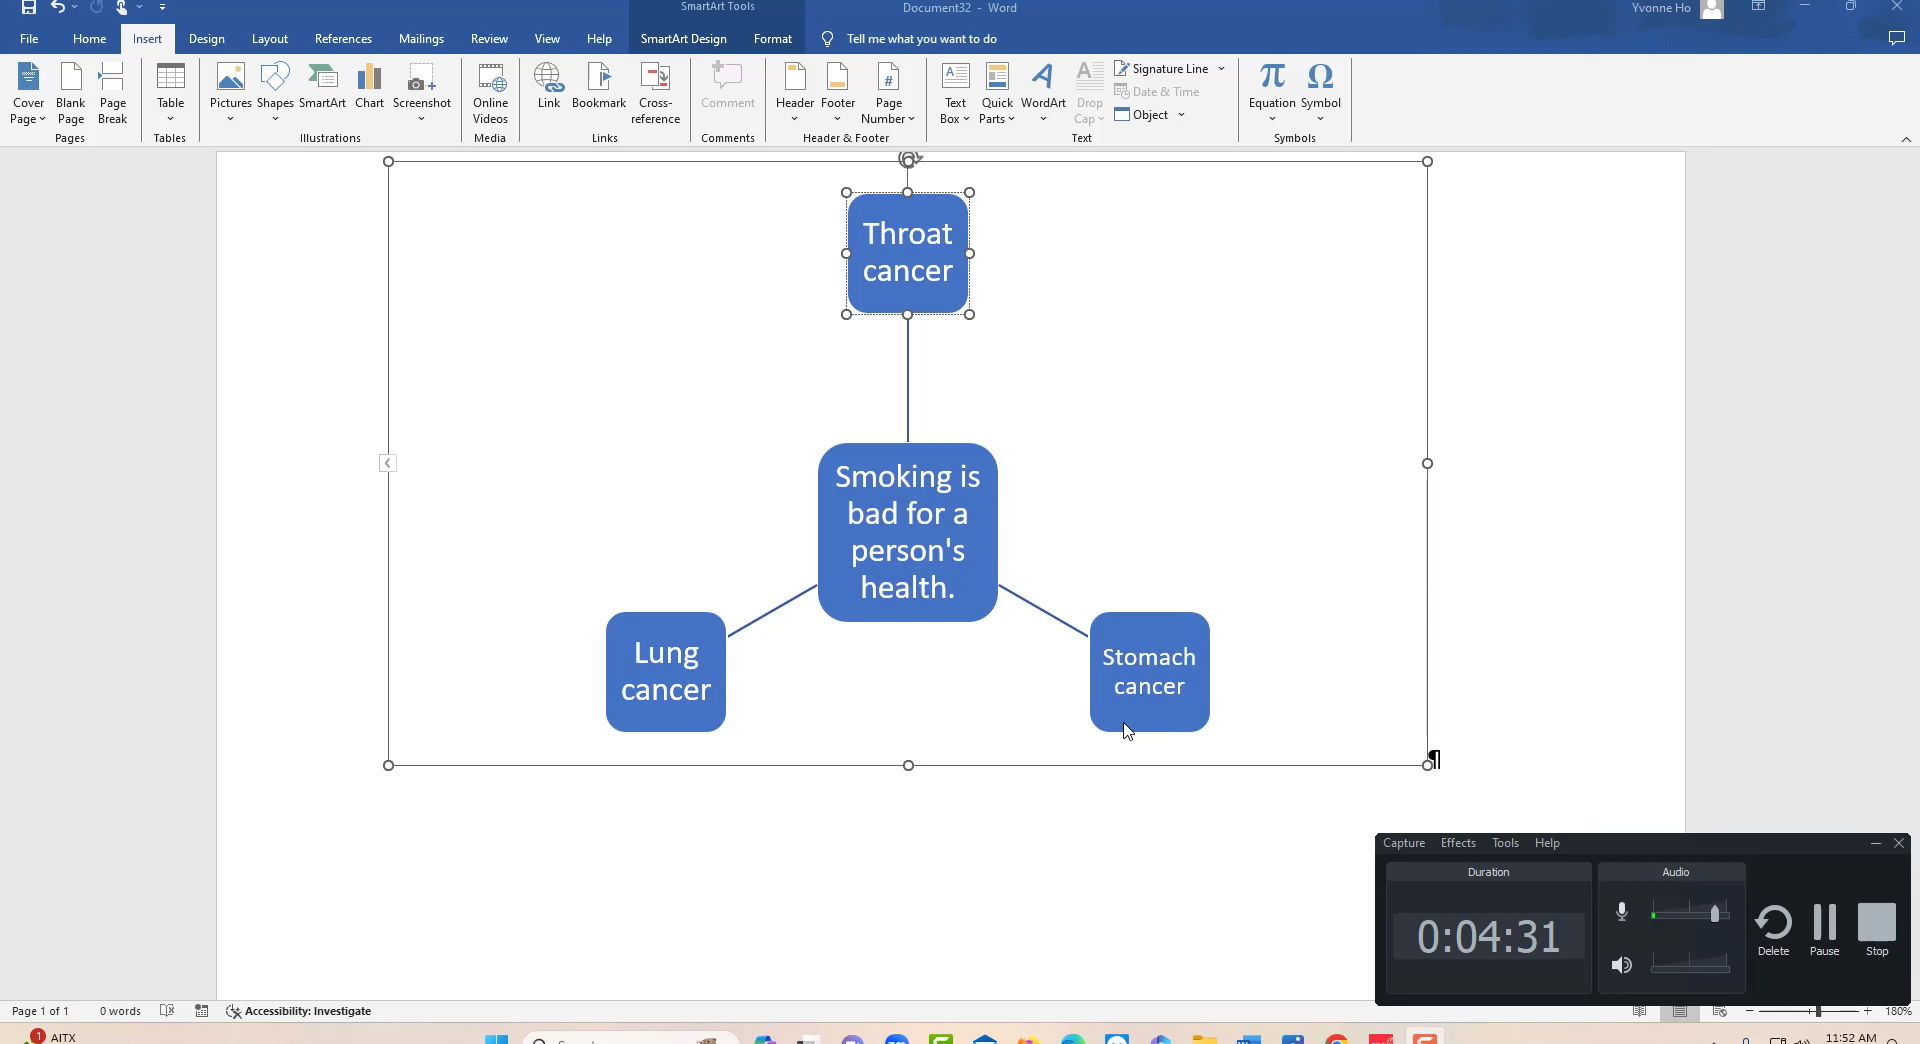 SmartArt Tools
Document32 - Word
Yvonne Ho
File
Home
Insert
Design
Layout
References
Mailings
Review
View
Help
SmartArt Design
Format
Tell me what you want to do
Cover
Page
Blank
Page
Page
Break
Table
Pictures
Shapes
SmartArt
Chart
Screenshot
Online
Videos
Link
Bookmark
Cross-
reference
Comment
Header
Footer
Page
Number
Text
Box
Quick
Parts
WordArt
Drop
Cap
Signature Line
Date & Time
Object
Equation
Symbol
Pages
Tables
Illustrations
Media
Links
Comments
Header & Footer
Text
Symbols
Throat
cancer
Smoking is
bad for a
person's
health.
Lung
cancer
Stomach
cancer
¶
Capture
Effects
Tools
Help
Duration
Audio
0:04:31
Delete
Pause
Stop
Page 1 of 1
0 words
Accessibility: Investigate
180%
1
AITX
11:52 AM